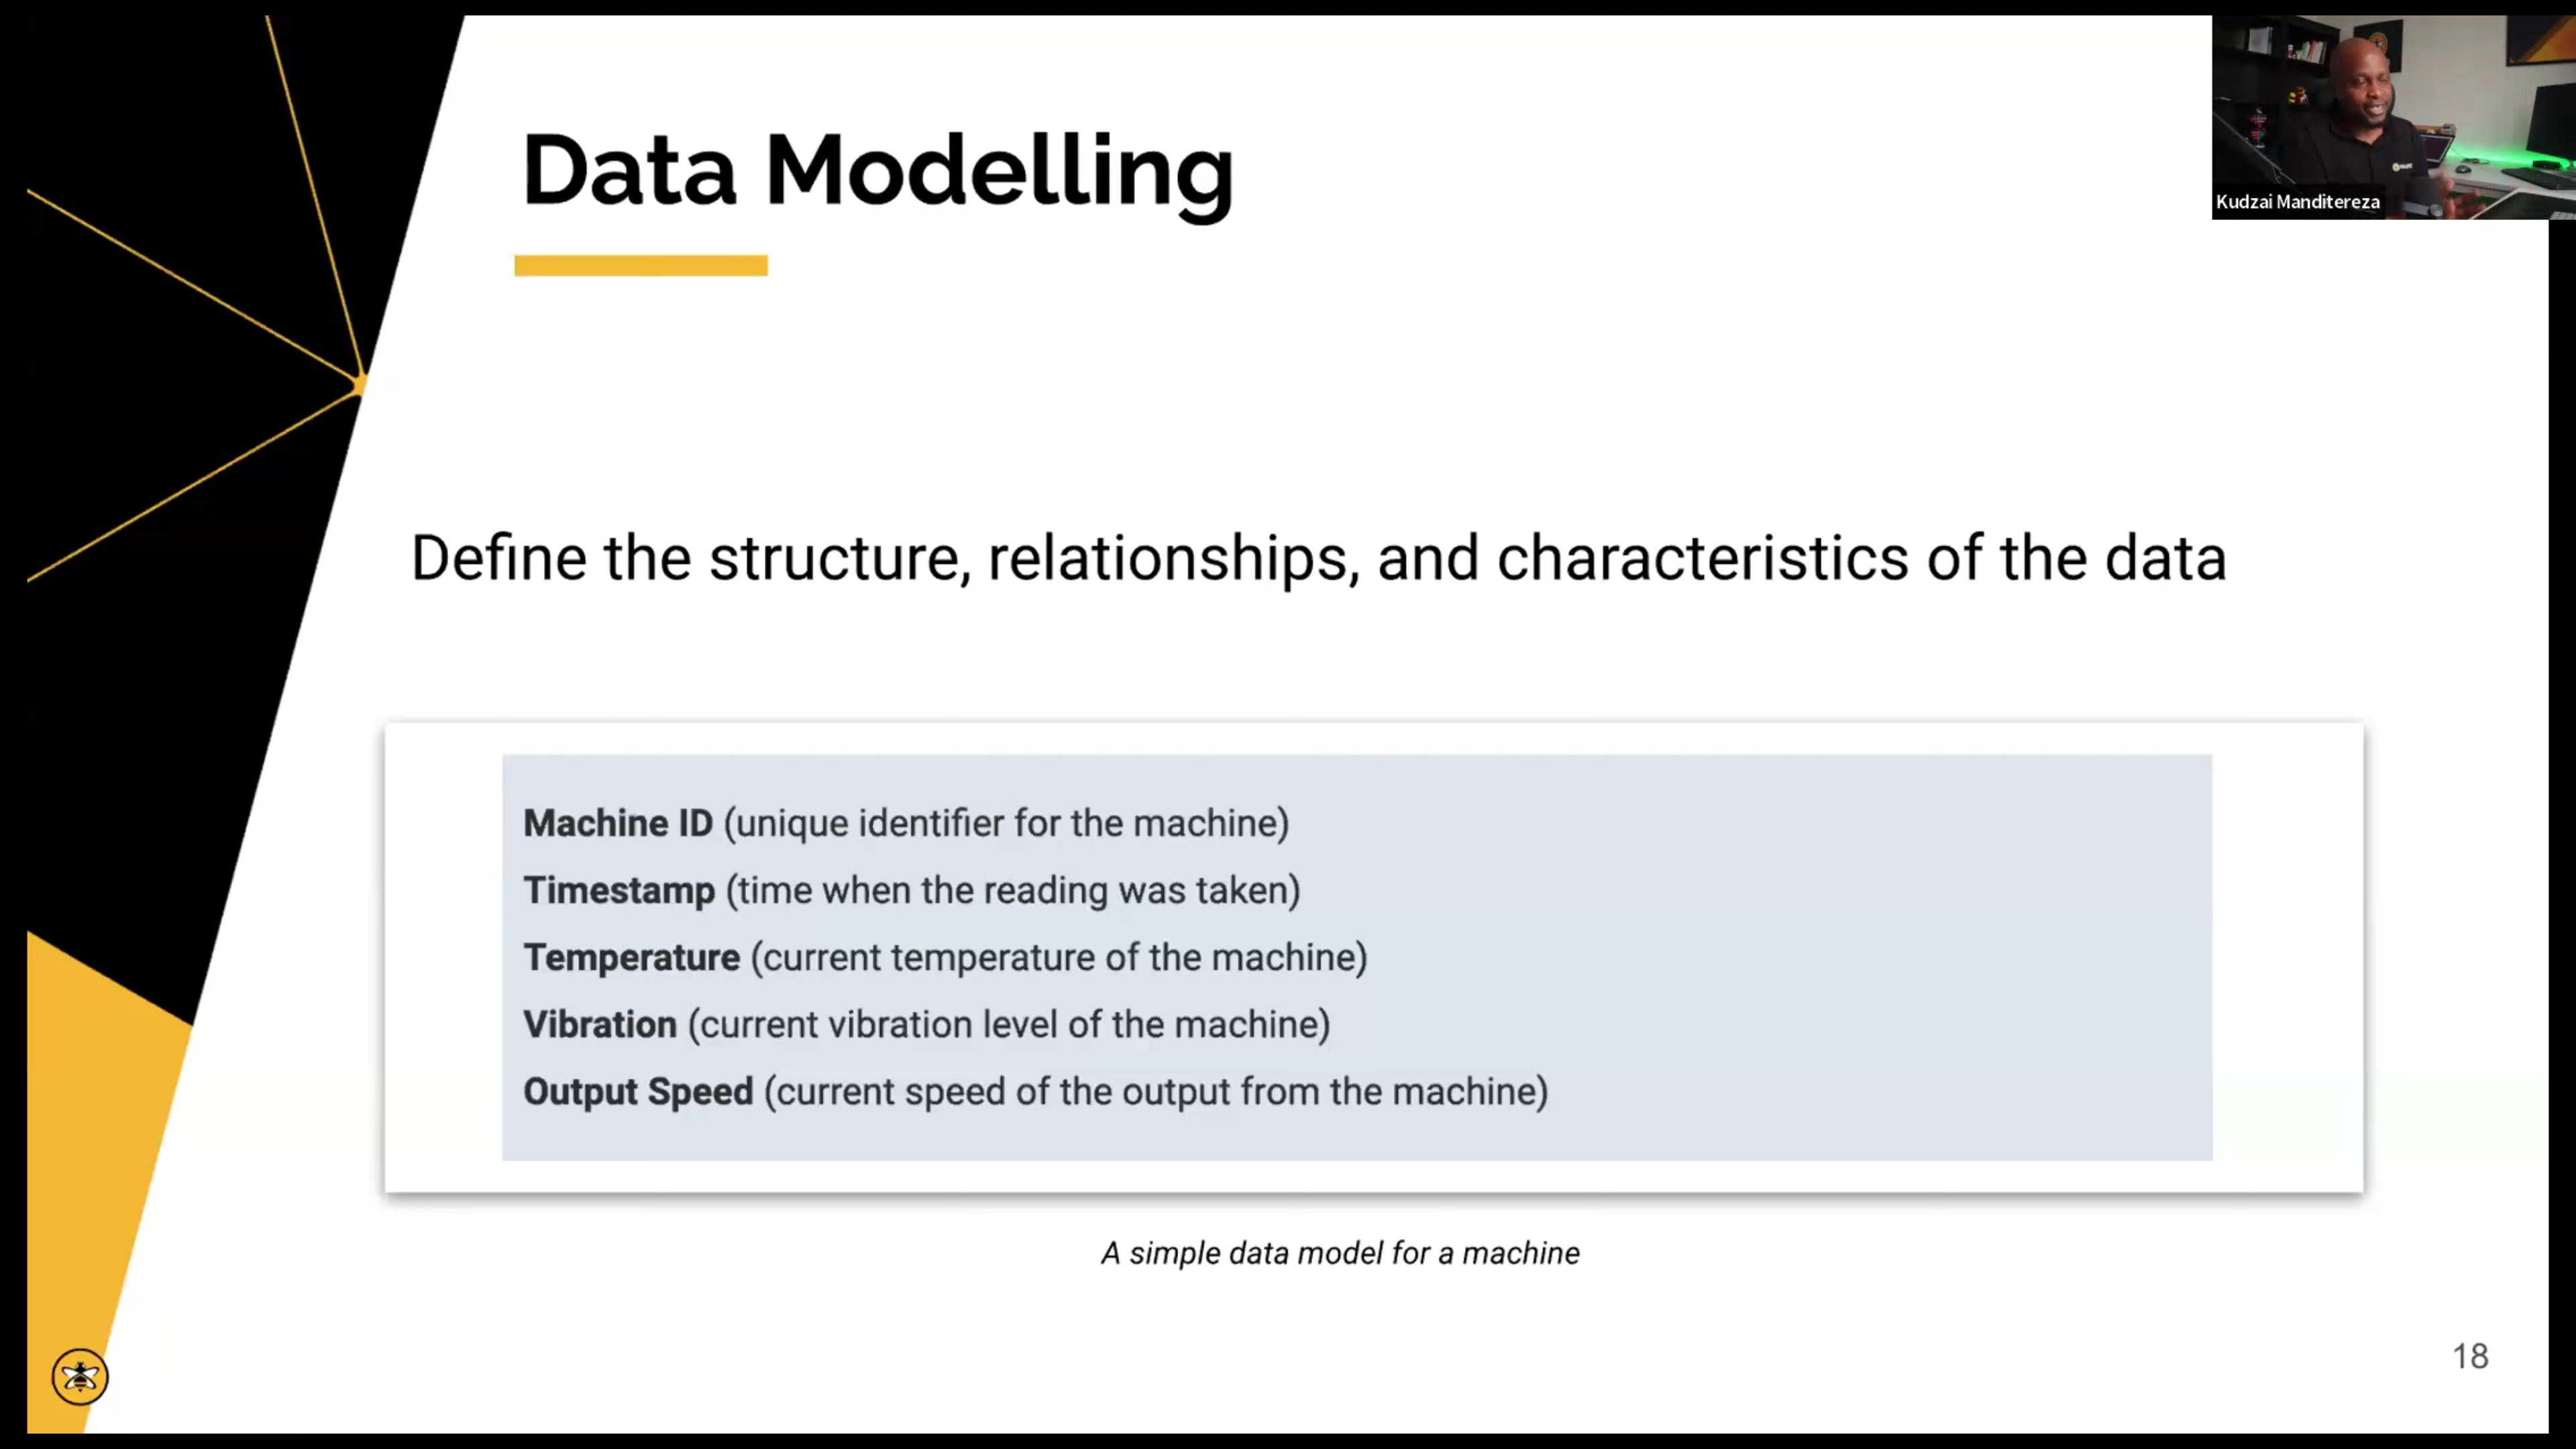 Data Modelling
Kudzai Manditereza
Define the structure, relationships, and characteristics of the data
Machine ID (unique identifier for the machine)
Timestamp (time when the reading was taken)
Temperature (current temperature of the machine)
Vibration (current vibration level of the machine)
Output Speed (current speed of the output from the machine)
A simple data model for a machine
18